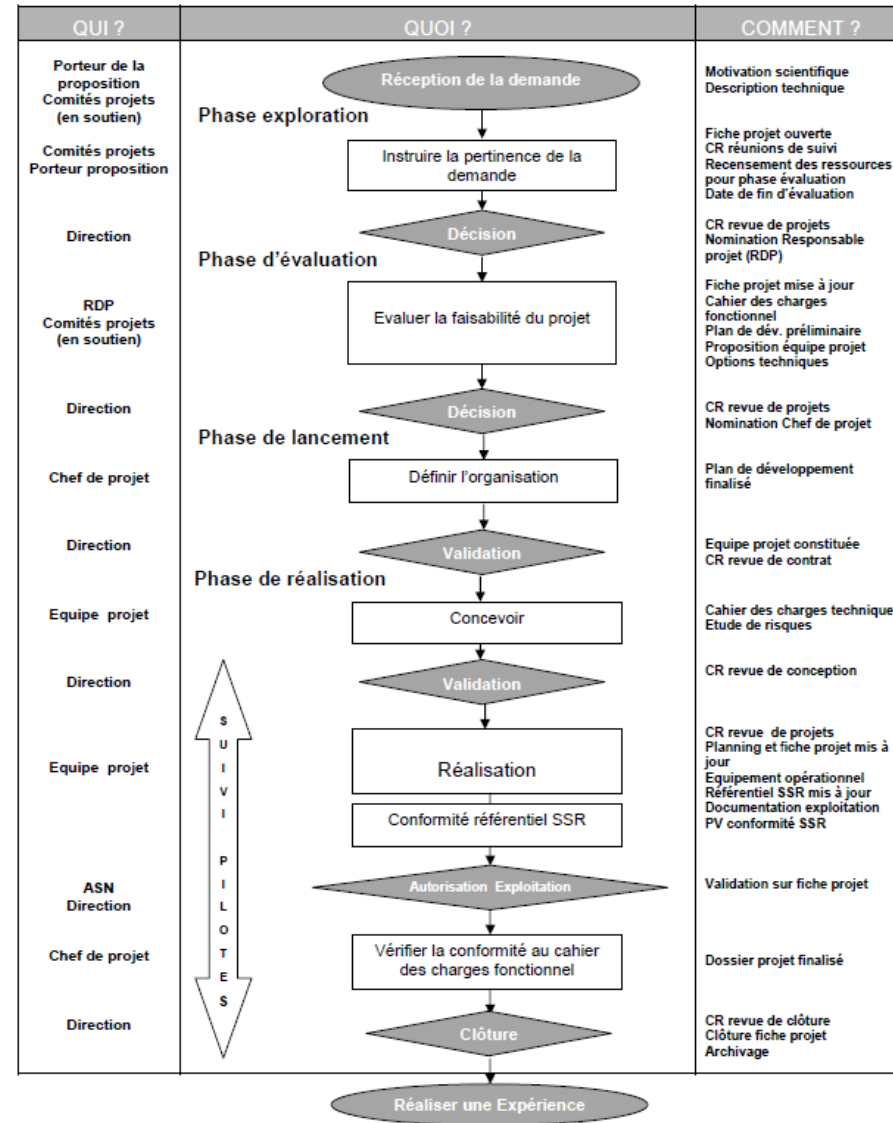 QUI ?
QUOI ?
COMMENT ?
Porteur de la
proposition
Comités projets
(en soutien)
Réception de la demande
Motivation scientifique
Description technique
Phase exploration
Comités projets
Porteur proposition
Instruire la pertinence de la
demande
Fiche projet ouverte
CR réunions de suivi
Recensement des ressources
pour phase évaluation
Date de fin d'évaluation
Direction
Décision
CR revue de projets
Nomination Responsable
projet (RDP)
Phase d'évaluation
RDP
Comités projets
(en soutien)
Evaluer la faisabilité du projet
Fiche projet mise à jour
Cahier des charges
fonctionnel
Plan de dév. préliminaire
Proposition équipe projet
Options techniques
Direction
Décision
CR revue de projets
Nomination Chef de projet
Phase de lancement
Chef de projet
Définir l'organisation
Plan de développement
finalisé
Direction
Validation
Equipe projet constituée
CR revue de contrat
Phase de réalisation
Equipe projet
Concevoir
Cahier des charges technique
Etude de risques
Direction
Validation
CR revue de conception
SUIVI PILOTES
Equipe projet
Réalisation
Conformité référentiel SSR
CR revue de projets
Planning et fiche projet mis à
jour
Equipement opérationnel
Référentiel SSR mis à jour
Documentation exploitation
PV conformité SSR
ASN
Direction
Autorisation Exploitation
Validation sur fiche projet
Chef de projet
Vérifier la conformité au cahier
des charges fonctionnel
Dossier projet finalisé
Direction
Clôture
CR revue de clôture
Clôture fiche projet
Archivage
Réaliser une Expérience